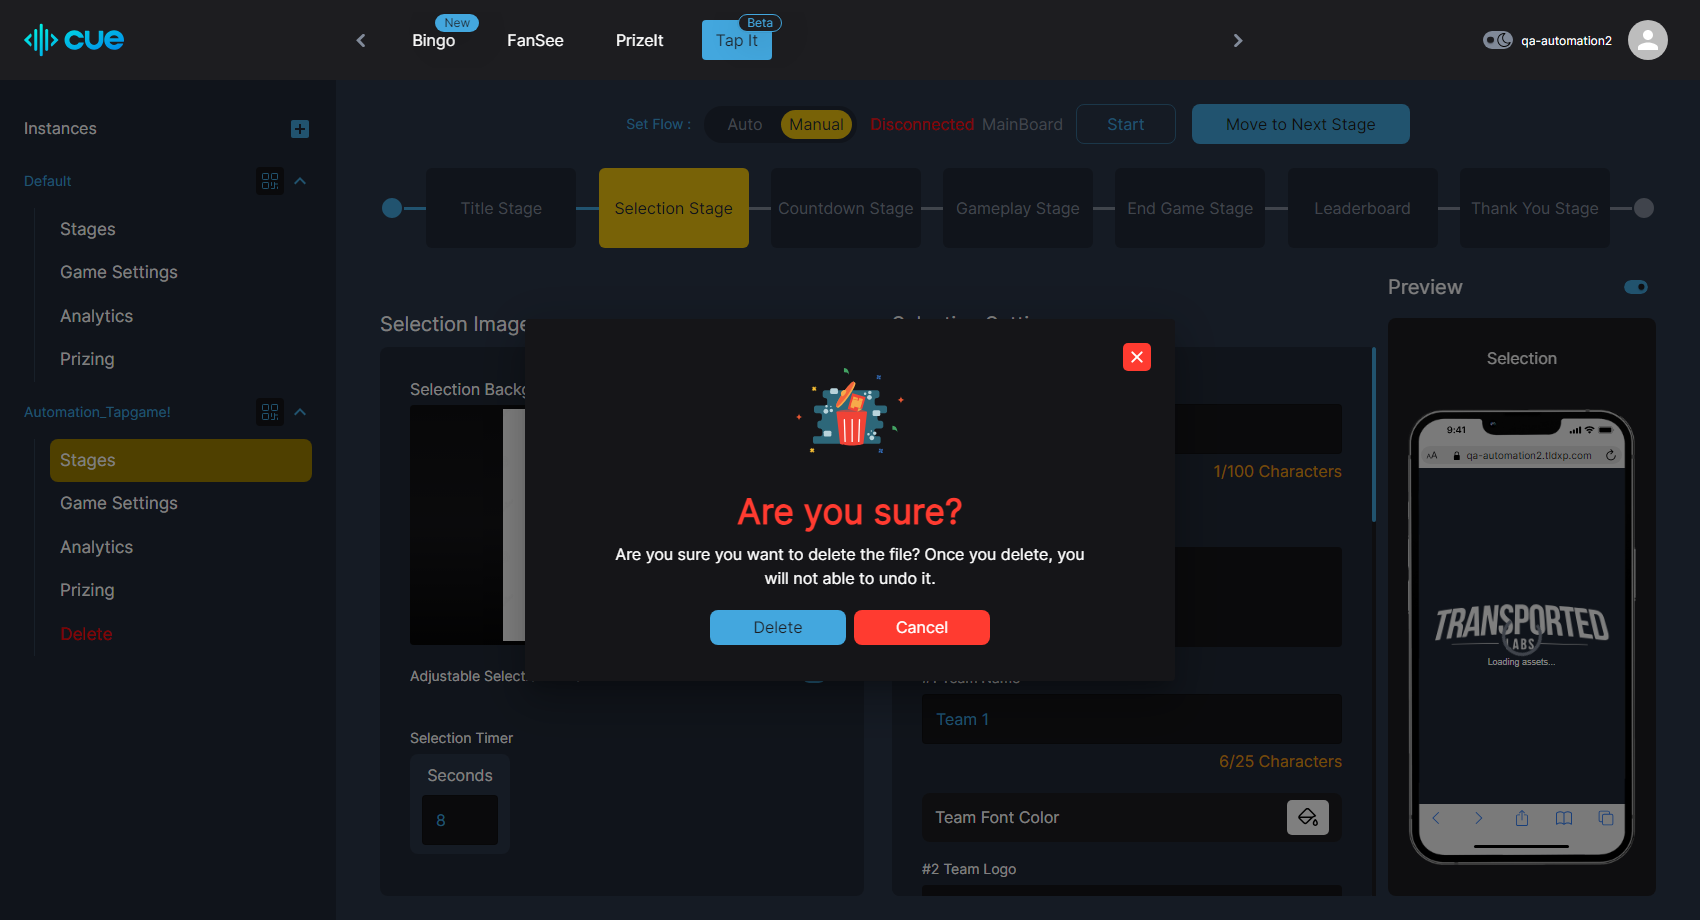 cue
New
Bingo
FanSee
PrizeIt
Beta
Tap It
qa-automation2
Instances
Set Flow :
Auto
Manual
Disconnected
MainBoard
Start
Move to Next Stage
Default
Title Stage
Selection Stage
Countdown Stage
Gameplay Stage
End Game Stage
Leaderboard
Thank You Stage
Stages
Game Settings
Analytics
Prizing
Automation_Tapgame!
Stages
Game Settings
Analytics
Prizing
Delete
Selection Image
Selection
Adjustable
Selection Timer
Seconds
8
Are you sure?
Are you sure you want to delete the file? Once you delete, you
will not able to undo it.
Delete
Cancel
1/100 Characters
#1 Team Name
Team 1
6/25 Characters
Team Font Color
#2 Team Logo
Preview
Selection
9:41
AA
qa-automation2.tldxp.com
TRANSPORTED
LABS
Loading assets...